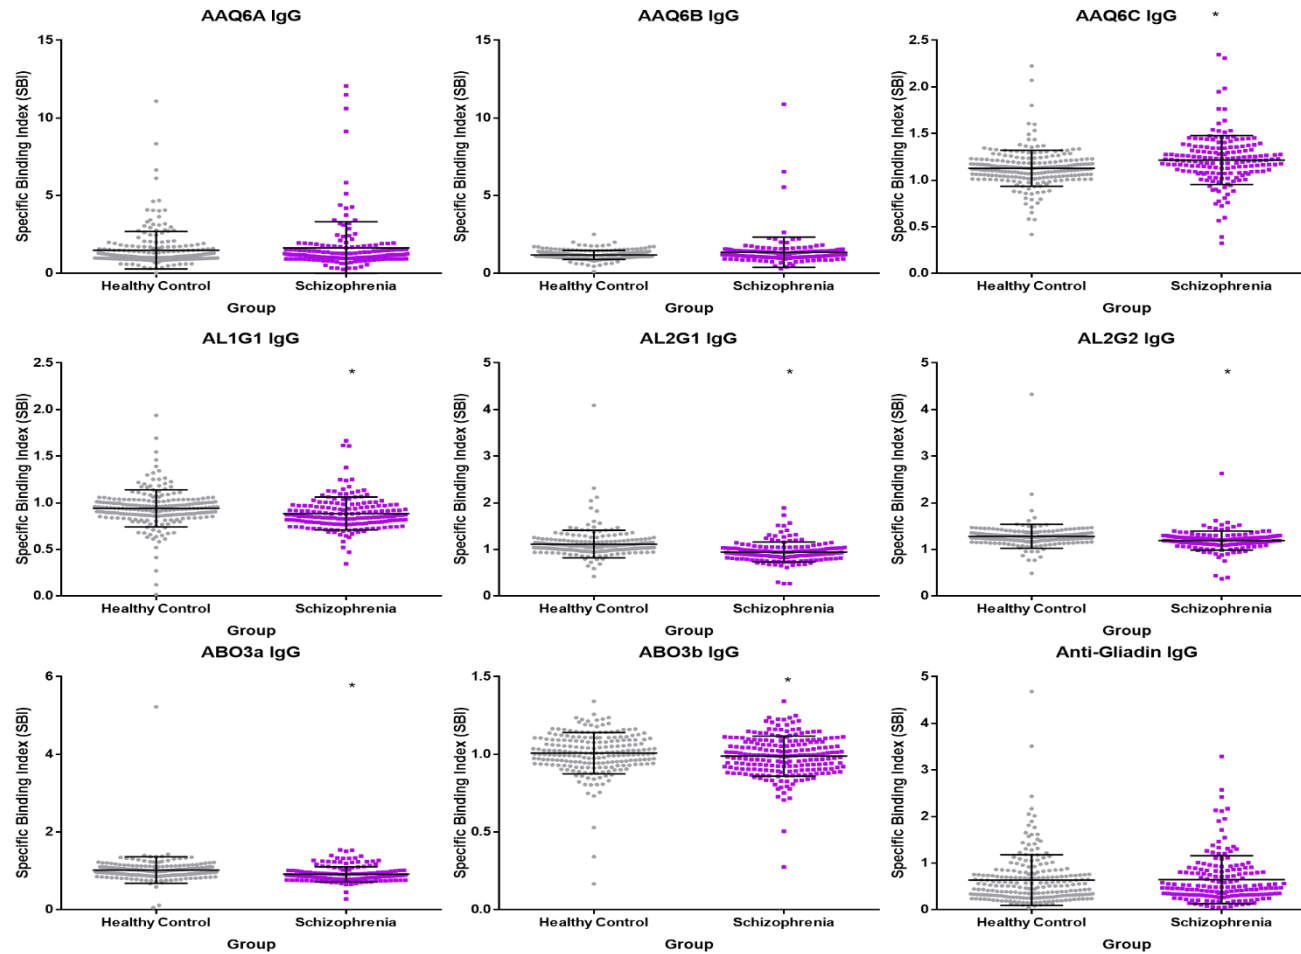 AAQ6A IgG
Specific Binding Index (SBI)
15
10
5
0
Healthy Control
Schizophrenia
Group
AAQ6B IgG
Specific Binding Index (SBI)
15
10
5
0
Healthy Control
Schizophrenia
Group
AAQ6C IgG *
Specific Binding Index (SBI)
2.5
2.0
1.5
1.0
0.5
0.0
Healthy Control
Schizophrenia
Group
AL1G1 IgG
*
Specific Binding Index (SBI)
2.5
2.0
1.5
1.0
0.5
0.0
Healthy Control
Schizophrenia
Group
AL2G1 IgG
*
Specific Binding Index (SBI)
5
4
3
2
1
0
Healthy Control
Schizophrenia
Group
AL2G2 IgG
*
Specific Binding Index (SBI)
5
4
3
2
1
0
Healthy Control
Schizophrenia
Group
ABO3a IgG
*
Specific Binding Index (SBI)
6
4
2
0
Healthy Control
Schizophrenia
Group
ABO3b IgG
*
Specific Binding Index (SBI)
1.5
1.0
0.5
0.0
Healthy Control
Schizophrenia
Group
Anti-Gliadin IgG
Specific Binding Index (SBI)
5
4
3
2
1
0
Healthy Control
Schizophrenia
Group